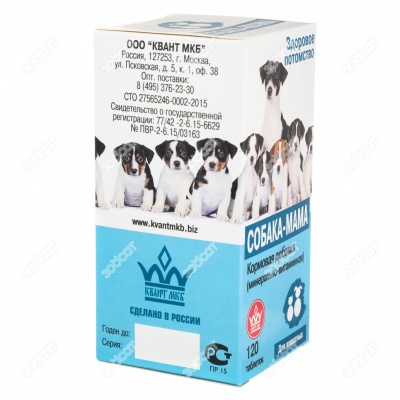 ООО "КВАНТ МКБ"
Россия, 127253, г. Москва,
ул. Псковская, д. 5, к. 1, оф. 38
Опт. поставки:
8 (495) 376-23-30
СТО 27565246-0002-2015
Свидетельство о государственной
регистрации: 77/42 -2-6.15-6629
№ ПВР-2-6.15/03163
www.kvantmkb.biz
КВАНТ МКБ
СДЕЛАНО В РОССИИ
Годен до:
Серия:
РСТ
ПР 15
Здоровое
потомство
СОБАКА-МАМА
Кормовая добавка
(минерально-витаминная)
120
таблеток
Для животных